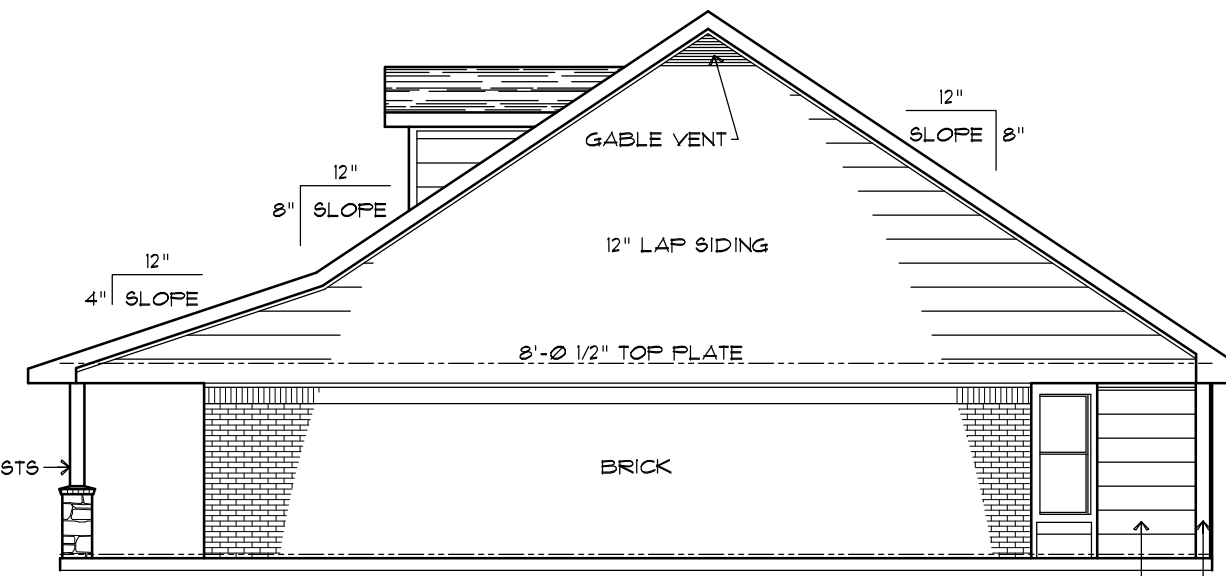 12"
SLOPE 8"
GABLE VENT
12"
8" SLOPE
12" LAP SIDING
12"
4" SLOPE
8'-Ø 1/2" TOP PLATE
STS
BRICK